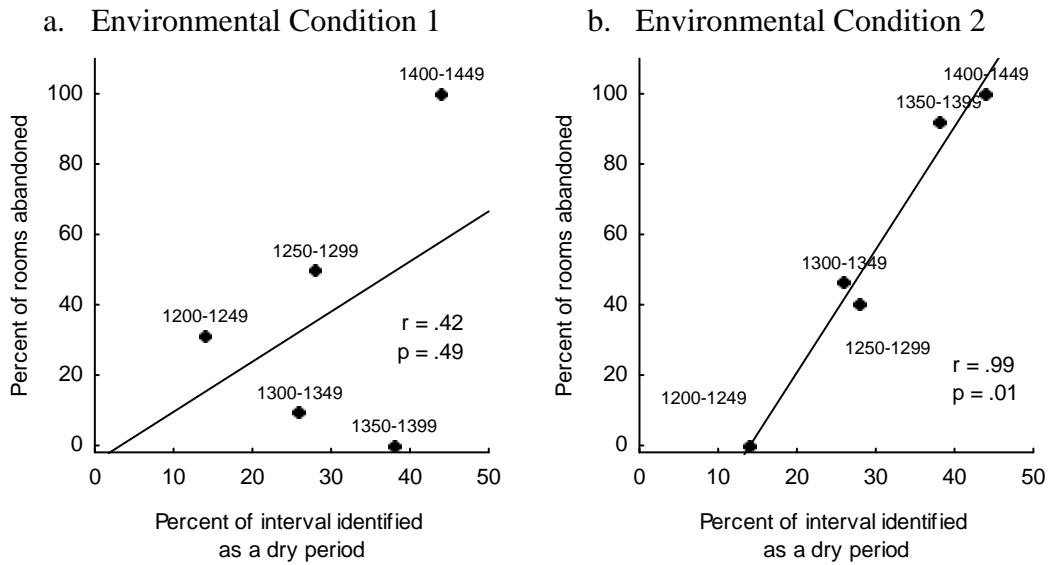 a. Environmental Condition 1
Percent of rooms abandoned
100
80
60
40
20
0
1400-1449
1250-1299
1200-1249
1300-1349
1350-1399
r = .42
p = .49
0 10 20 30 40 50
Percent of interval identified
as a dry period
b. Environmental Condition 2
Percent of rooms abandoned
100
80
60
40
20
0
1400-1449
1350-1399
1300-1349
1250-1299
1200-1249
r = .99
p = .01
0 10 20 30 40 50
Percent of interval identified
as a dry period